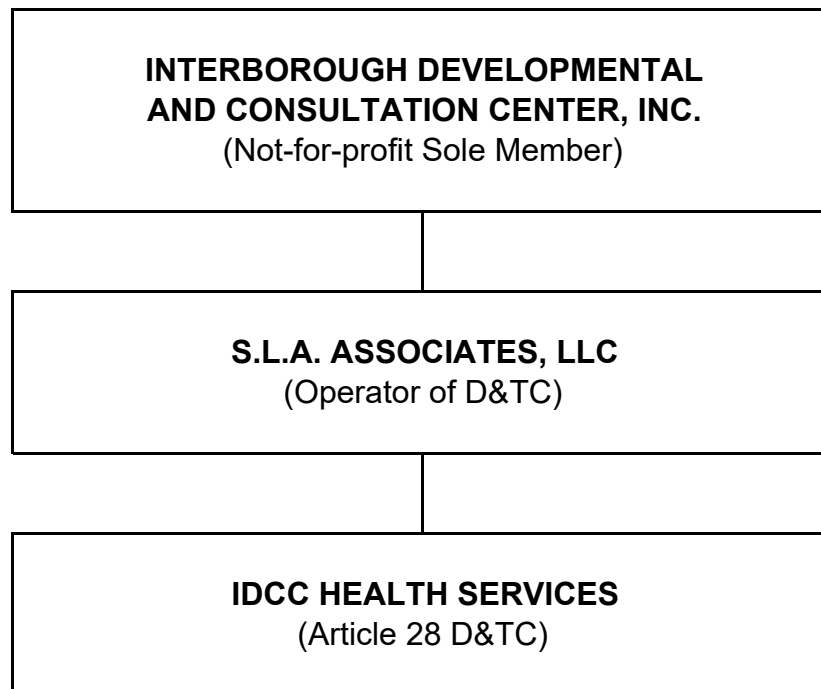 INTERBOROUGH DEVELOPMENTAL
AND CONSULTATION CENTER, INC.
(Not-for-profit Sole Member)
S.L.A. ASSOCIATES, LLC
(Operator of D&TC)
IDCC HEALTH SERVICES
(Article 28 D&TC)